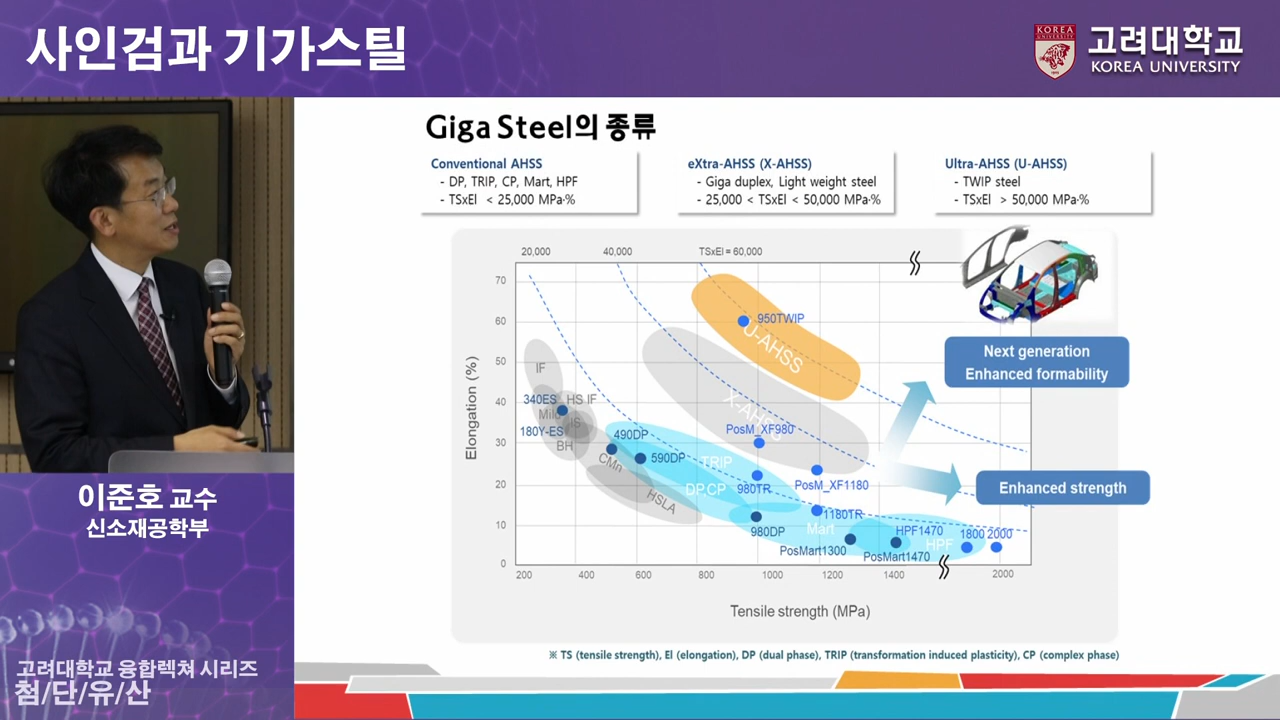 사인검과 기가스틸
KOREA
UNIVERSITY
고려대학교
KOREA UNIVERSITY
Giga Steel의 종류
Conventional AHSS
- DP, TRIP, CP, Mart, HPF
- TSxEl < 25,000 MPa·%
eXtra-AHSS (X-AHSS)
- Giga duplex, Light weight steel
- 25,000 < TSxEl < 50,000 MPa·%
Ultra-AHSS (U-AHSS)
- TWIP steel
- TSxEl > 50,000 MPa·%
20,000
40,000
TSxEl = 60,000
Elongation (%)
70
60
50
40
30
20
10
0
950TWIP
U-AHSS
X-AHSS
IF
340ES
HS IF
Mild
IS
180Y-ES
BH
490DP
590DP
CMn
HSLA
TRIP
DP,CP
PosM_XF980
980TR
PosM_XF1180
980DP
1180TR
Mart
PosMart1300
HPF1470
PosMart1470
HPF
1800 2000
Next generation
Enhanced formability
Enhanced strength
200
400
600
800
1000
1200
1400
2000
Tensile strength (MPa)
※ TS (tensile strength), El (elongation), DP (dual phase), TRIP (transformation induced plasticity), CP (complex phase)
이준호 교수
신소재공학부
고려대학교 융합렉쳐 시리즈
첨/단/유/산